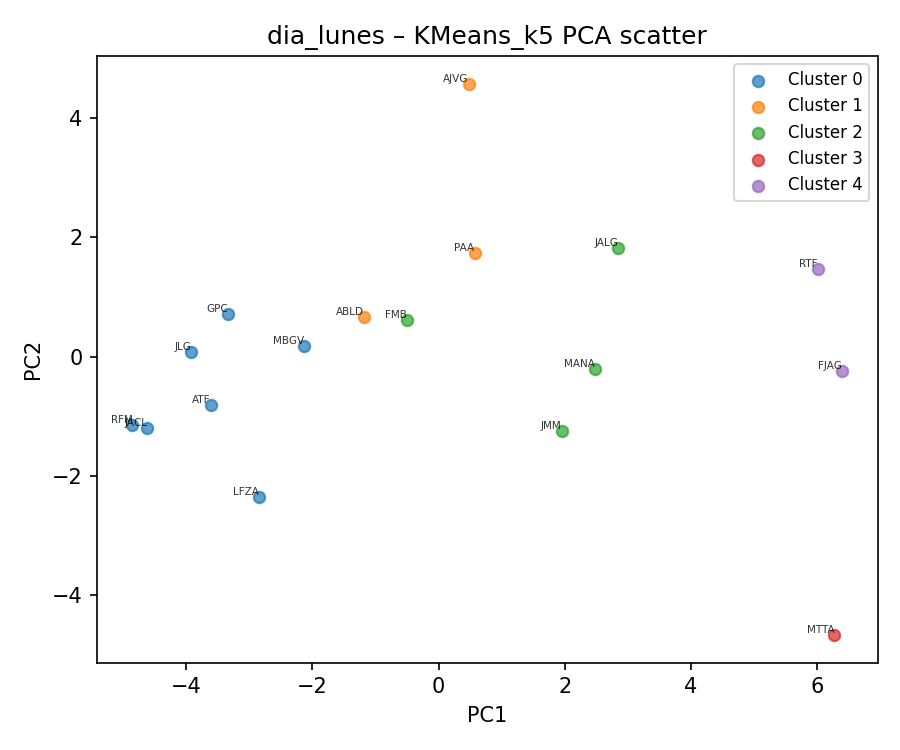 dia_lunes – KMeans_k5 PCA scatter
Cluster 0
Cluster 1
Cluster 2
Cluster 3
Cluster 4
AJVG
PAA
JALG
RTF
GPC
ABLD
FMB
MBGV
JLG
MANA
FJAG
ATF
RFM
JACL
JMM
LFZA
MTTA
4
2
0
−2
−4
PC2
−4
−2
0
2
4
6
PC1